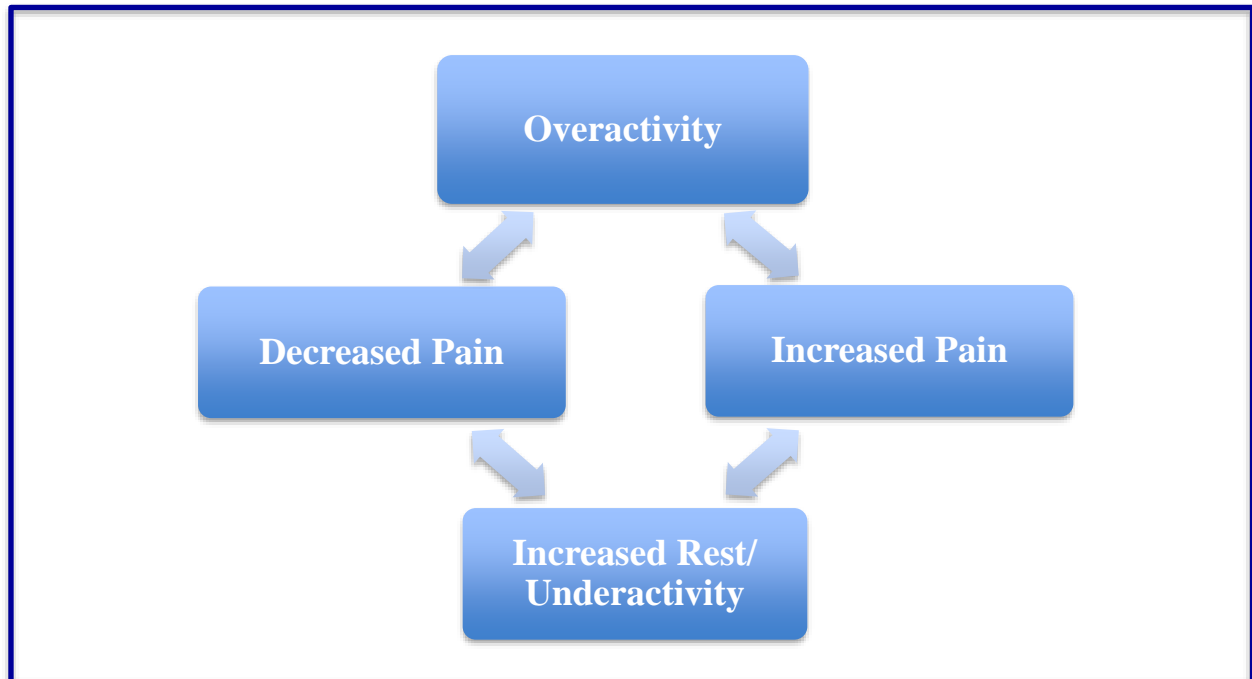 Overactivity
Decreased Pain
Increased Pain
Increased Rest/
Underactivity